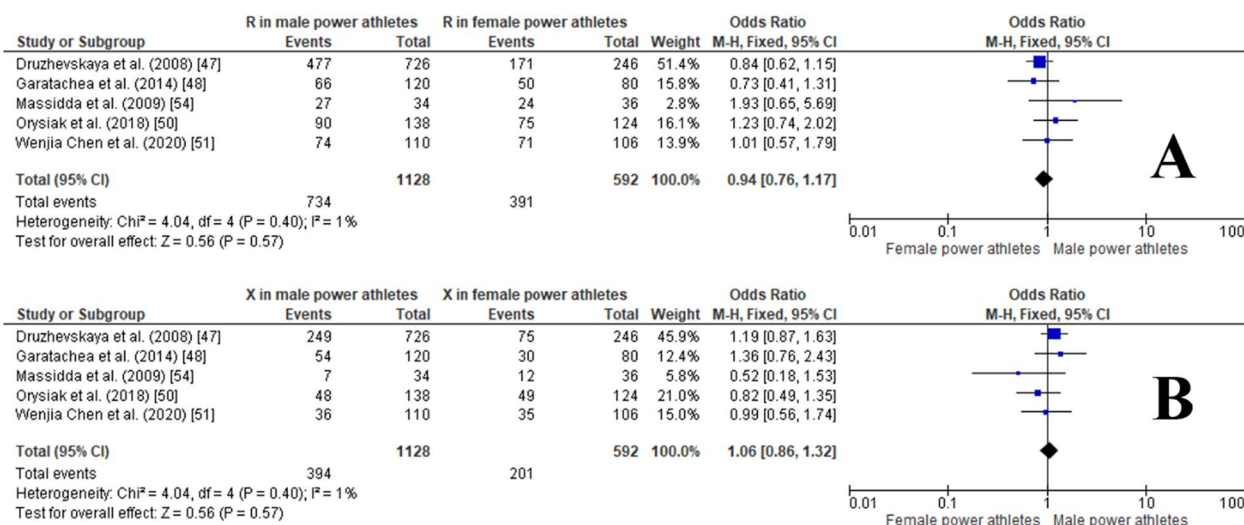 R in male power athletes R in female power athletes Odds Ratio Odds Ratio
Study or Subgroup Events Total Events Total Weight M-H, Fixed, 95% CI M-H, Fixed, 95% CI
Druzhevskaya et al. (2008) [47] 477 726 171 246 51.4% 0.84 [0.62, 1.15]
Garatachea et al. (2014) [48] 66 120 50 80 15.8% 0.73 [0.41, 1.31]
Massidda et al. (2009) [54] 27 34 24 36 2.8% 1.93 [0.65, 5.69]
Orysiak et al. (2018) [50] 90 138 75 124 16.1% 1.23 [0.74, 2.02]
Wenjia Chen et al. (2020) [51] 74 110 71 106 13.9% 1.01 [0.57, 1.79]
A
Total (95% CI) 1128 592 100.0% 0.94 [0.76, 1.17]
Total events 734 391
Heterogeneity: Chi² = 4.04, df = 4 (P = 0.40); I² = 1%
Test for overall effect: Z = 0.56 (P = 0.57)
0.01 0.1 1 10 100
Female power athletes Male power athletes
X in male power athletes X in female power athletes Odds Ratio Odds Ratio
Study or Subgroup Events Total Events Total Weight M-H, Fixed, 95% CI M-H, Fixed, 95% CI
Druzhevskaya et al. (2008) [47] 249 726 75 246 45.9% 1.19 [0.87, 1.63]
Garatachea et al. (2014) [48] 54 120 30 80 12.4% 1.36 [0.76, 2.43]
Massidda et al. (2009) [54] 7 34 12 36 5.8% 0.52 [0.18, 1.53]
Orysiak et al. (2018) [50] 48 138 49 124 21.0% 0.82 [0.49, 1.35]
Wenjia Chen et al. (2020) [51] 36 110 35 106 15.0% 0.99 [0.56, 1.74]
B
Total (95% CI) 1128 592 100.0% 1.06 [0.86, 1.32]
Total events 394 201
Heterogeneity: Chi² = 4.04, df = 4 (P = 0.40); I² = 1%
Test for overall effect: Z = 0.56 (P = 0.57)
0.01 0.1 1 10 100
Female power athletes Male power athletes